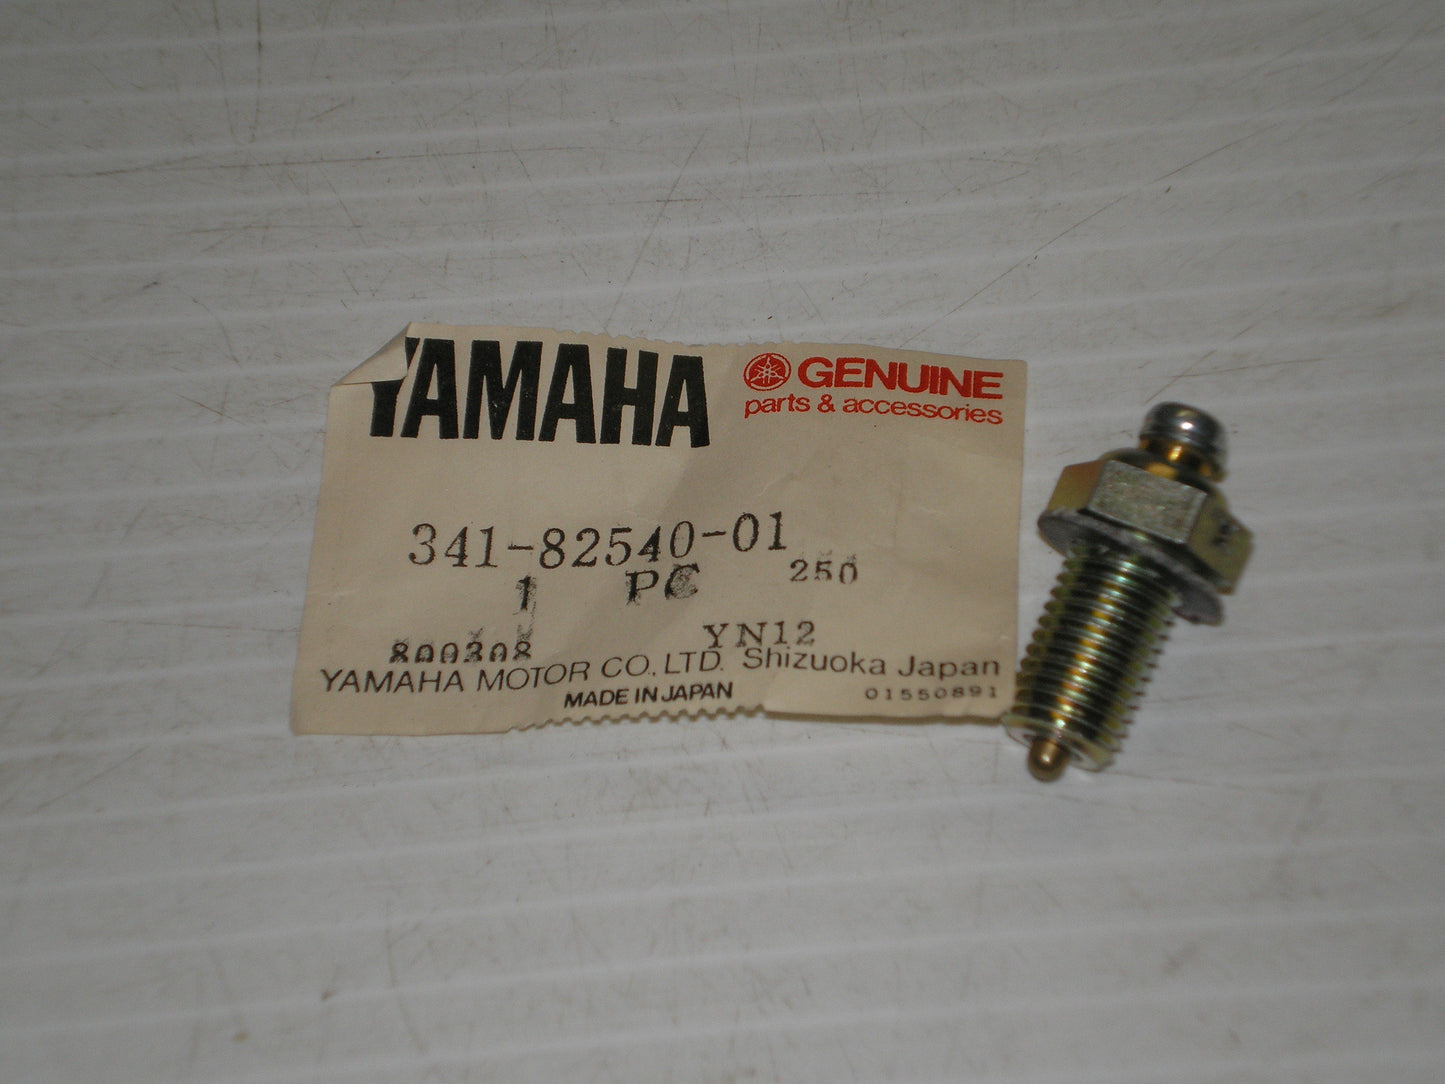 YAMAHA
GENUINE
parts & accessories
341-82540-01
1 PC 250
800308 YN12
YAMAHA MOTOR CO., LTD. Shizuoka Japan
MADE IN JAPAN 01550891